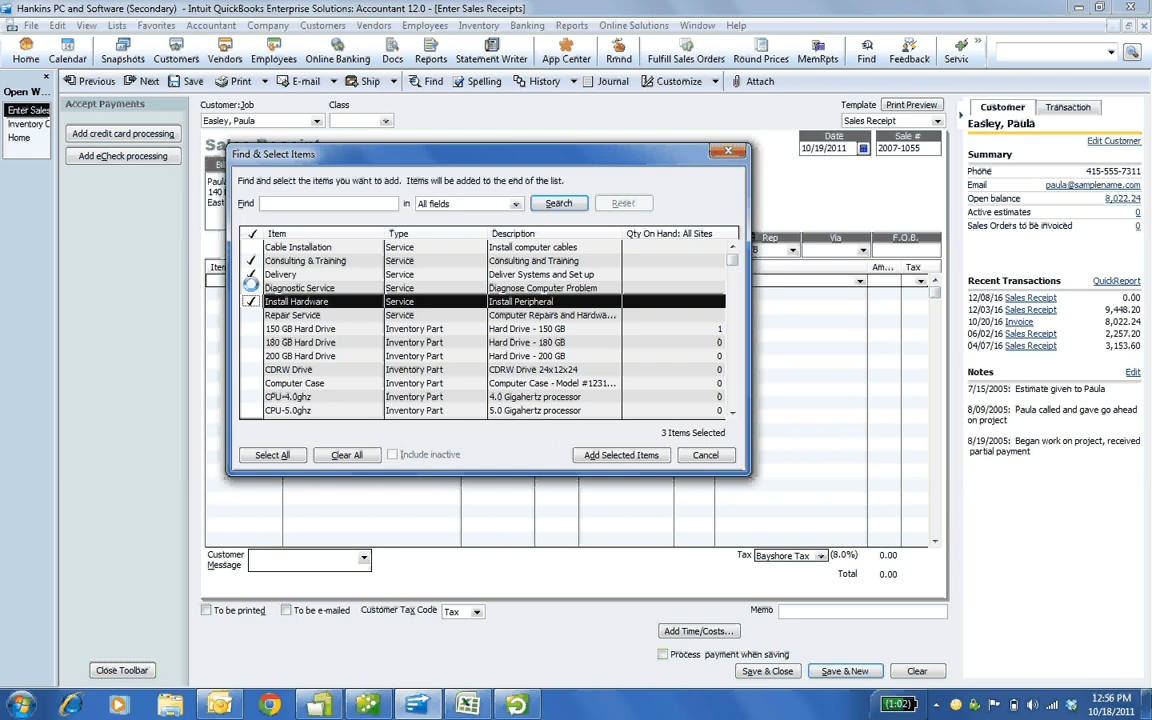 Hankins PC and Software (Secondary) - Intuit QuickBooks Enterprise Solutions: Accountant 12.0 - [Enter Sales Receipts]
File Edit View Lists Favorites Accountant Company Customers Vendors Employees Inventory Banking Reports Online Solutions Window Help
Home Calendar Snapshots Customers Vendors Employees Online Banking Docs Reports Statement Writer App Center Rmnd Fulfill Sales Orders Round Prices MemRpts Find Feedback Servic
Previous Next Save Print E-mail Ship Find Spelling History Journal Customize Attach
Open W...
Enter Sales
Inventory C
Home
Accept Payments
Add credit card processing
Add eCheck processing
Close Toolbar
Customer:Job Class Template Print Preview
Easley, Paula Sales Receipt
Date Sale #
10/19/2011 2007-1055
Find & Select Items
Find and select the items you want to add. Items will be added to the end of the list.
Find in All fields Search Reset
Item Type Description Qty On Hand: All Sites
Cable Installation Service Install computer cables
Consulting & Training Service Consulting and Training
Delivery Service Deliver Systems and Set up
Diagnostic Service Service Diagnose Computer Problem
Install Hardware Service Install Peripheral
Repair Service Service Computer Repairs and Hardwa...
150 GB Hard Drive Inventory Part Hard Drive - 150 GB 1
180 GB Hard Drive Inventory Part Hard Drive - 180 GB 0
200 GB Hard Drive Inventory Part Hard Drive - 200 GB 0
CDRW Drive Inventory Part CDRW Drive 24x12x24 0
Computer Case Inventory Part Computer Case - Model #1231... 0
CPU-4.0ghz Inventory Part 4.0 Gigahertz processor 0
CPU-5.0ghz Inventory Part 5.0 Gigahertz processor 0
3 Items Selected
Select All Clear All Include inactive Add Selected Items Cancel
Rep Via F.O.B.
Am... Tax
Customer Message
Tax Bayshore Tax (8.0%) 0.00
Total 0.00
To be printed To be e-mailed Customer Tax Code Tax Memo
Add Time/Costs...
Process payment when saving
Save & Close Save & New Clear
Customer Transaction
Easley, Paula
Edit Customer
Summary
Phone 415-555-7311
Email paula@samplename.com
Open balance 8,022.24
Active estimates 0
Sales Orders to be invoiced 0
Recent Transactions QuickReport
12/08/16 Sales Receipt 0.00
12/03/16 Sales Receipt 9,448.20
10/20/16 Invoice 8,022.24
06/02/16 Sales Receipt 2,257.20
04/07/16 Sales Receipt 3,153.60
Notes Edit
7/15/2005: Estimate given to Paula
8/09/2005: Paula called and gave go ahead
on project
8/19/2005: Began work on project, received
partial payment
(1:02) 12:56 PM
10/18/2011